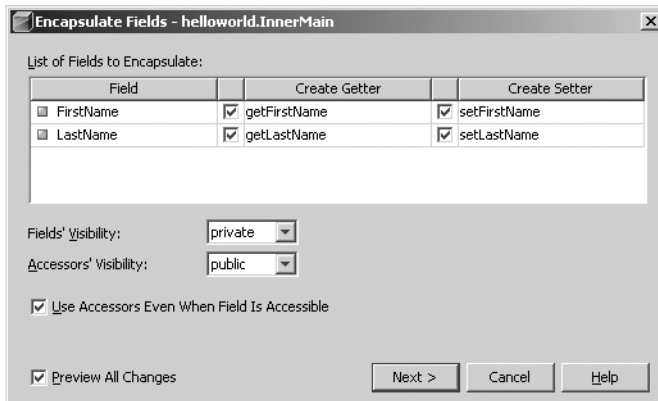 Encapsulate Fields - helloworld.InnerMain
List of Fields to Encapsulate:
Field Create Getter Create Setter
FirstName getFirstName setFirstName
LastName getLastName setLastName
Fields' Visibility: private
Accessors' Visibility: public
Use Accessors Even When Field Is Accessible
Preview All Changes Next > Cancel Help